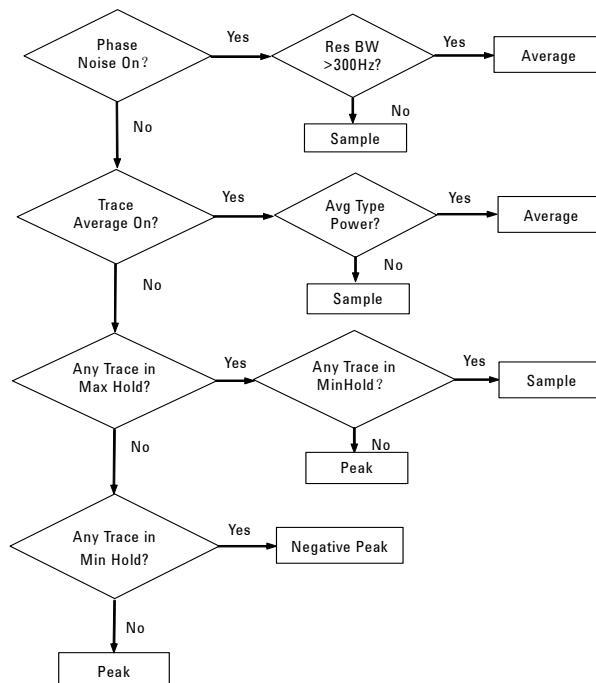 Phase
Noise On?
Yes
Res BW
>300Hz?
Yes
Average
No
No
Sample
Trace
Average On?
Yes
Avg Type
Power?
Yes
Average
No
No
Sample
Any Trace in
Max Hold?
Yes
Any Trace in
MinHold?
Yes
Sample
No
No
Peak
Any Trace in
Min Hold?
Yes
Negative Peak
No
Peak